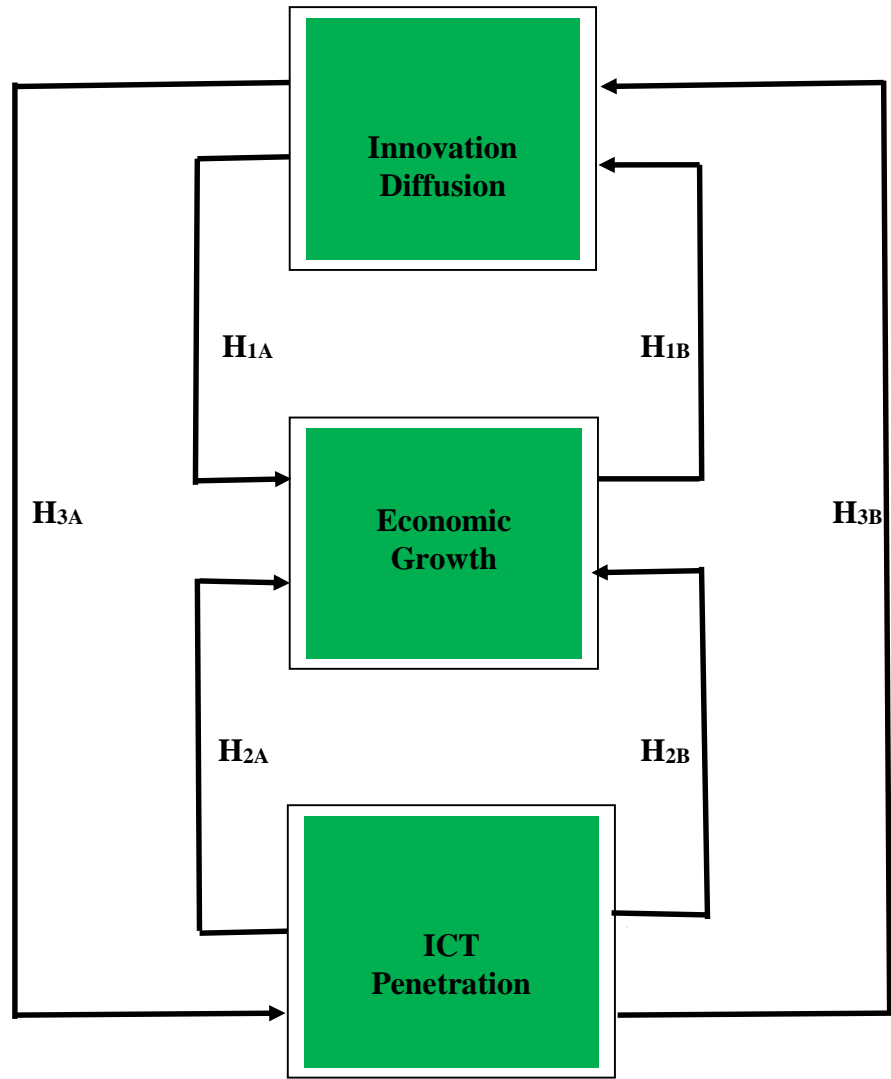 Innovation
Diffusion
H1A
H1B
H3A
Economic
Growth
H3B
H2A
H2B
ICT
Penetration